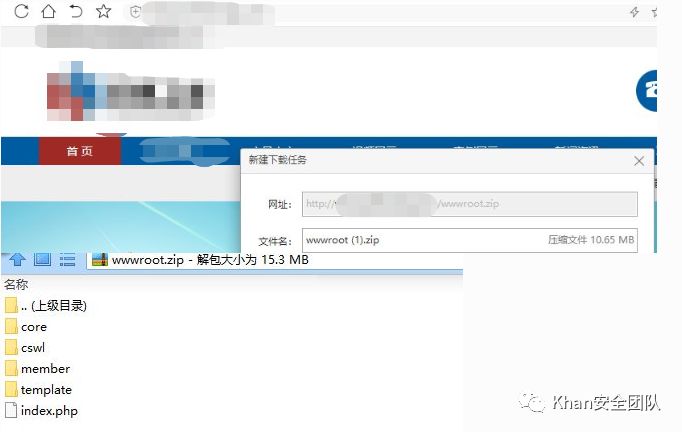 首 页
新建下载任务
网址: http:// /wwwroot.zip
文件名: wwwroot (1).zip 压缩文件 10.65 MB
wwwroot.zip - 解包大小为 15.3 MB
名称
.. (上级目录)
core
cswl
member
template
index.php
Khan安全团队